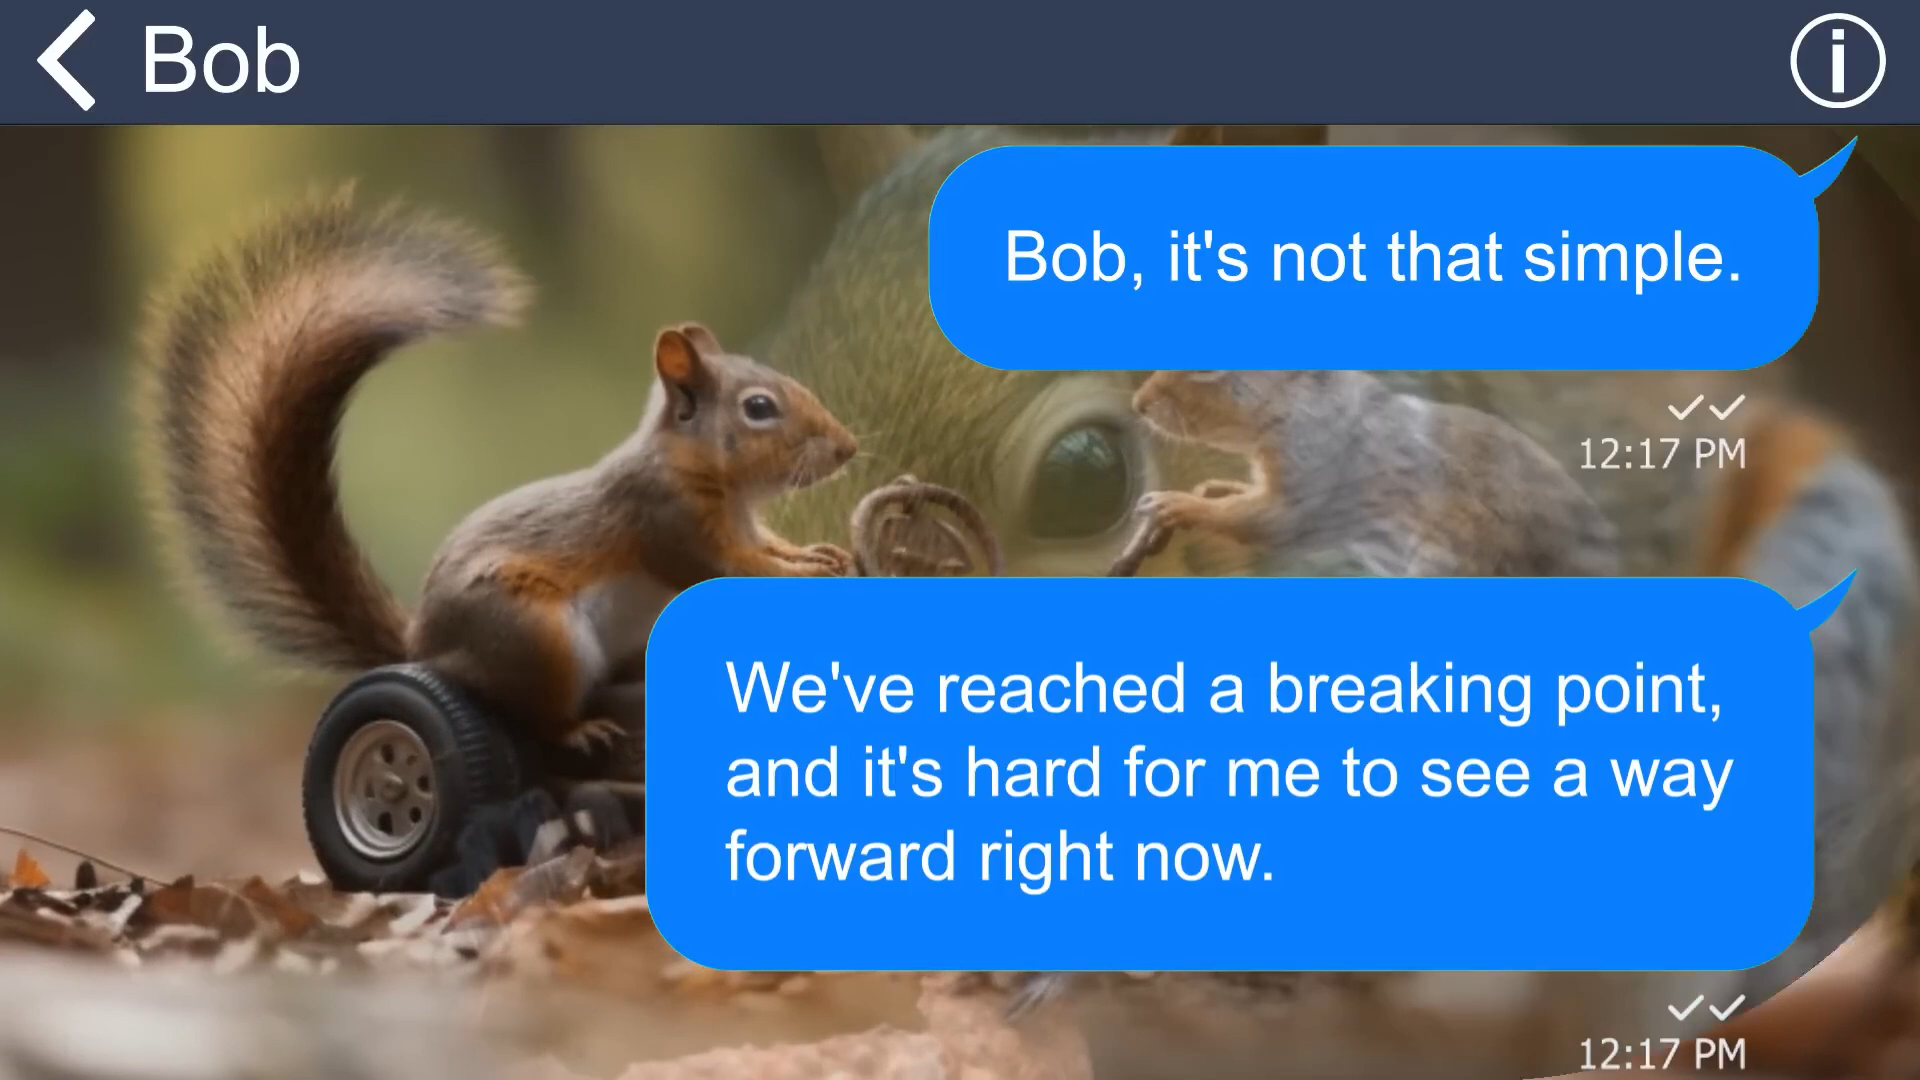 Bob
Bob, it's not that simple.
12:17 PM
We've reached a breaking point,
and it's hard for me to see a way
forward right now.
12:17 PM